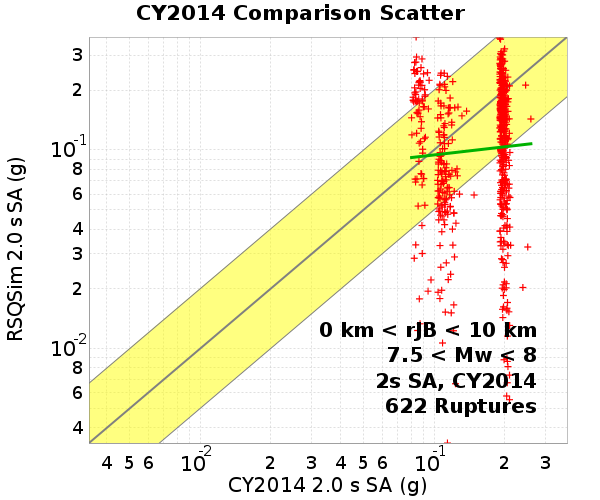 CY2014 Comparison Scatter
RSQSim 2.0 s SA (g)
3
2
10-1
8
6
4
3
2
10-2
8
6
4
0 km < rJB < 10 km
7.5 < Mw < 8
2s SA, CY2014
622 Ruptures
4 5 6 10-2 2 3 4 5 6 10-1 2 3
CY2014 2.0 s SA (g)